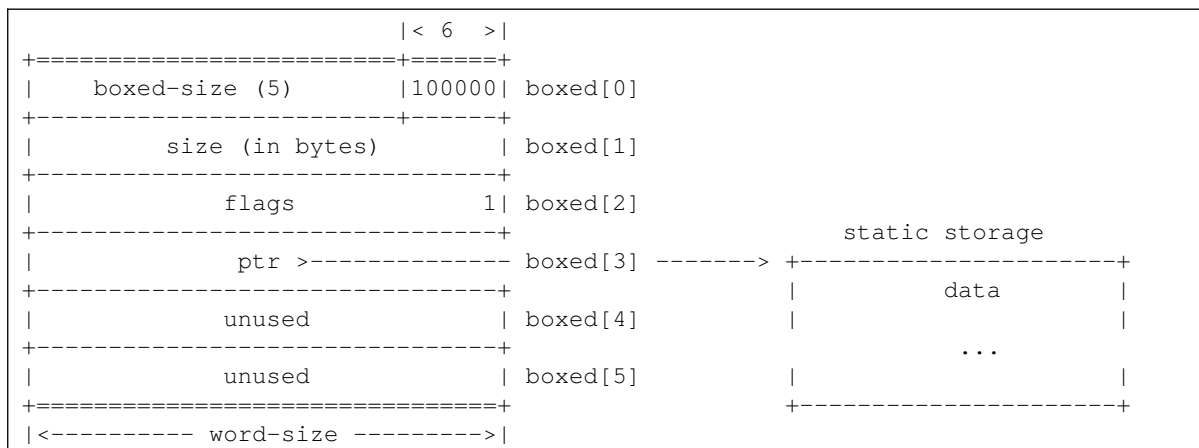 |< 6  >|
+=========================+======+
|    boxed-size (5)       |100000| boxed[0]
+-------------------------+------+
|         size (in bytes)        | boxed[1]
+--------------------------------+
|             flags             1| boxed[2]
+--------------------------------+                       static storage
|              ptr >-------------- boxed[3] -------> +----------------------+
+--------------------------------+                   |          data        |
|             unused             | boxed[4]          |                      |
+--------------------------------+                              ...
|             unused             | boxed[5]          |                      |
+================================+                   +----------------------+
|<---------- word-size --------->|